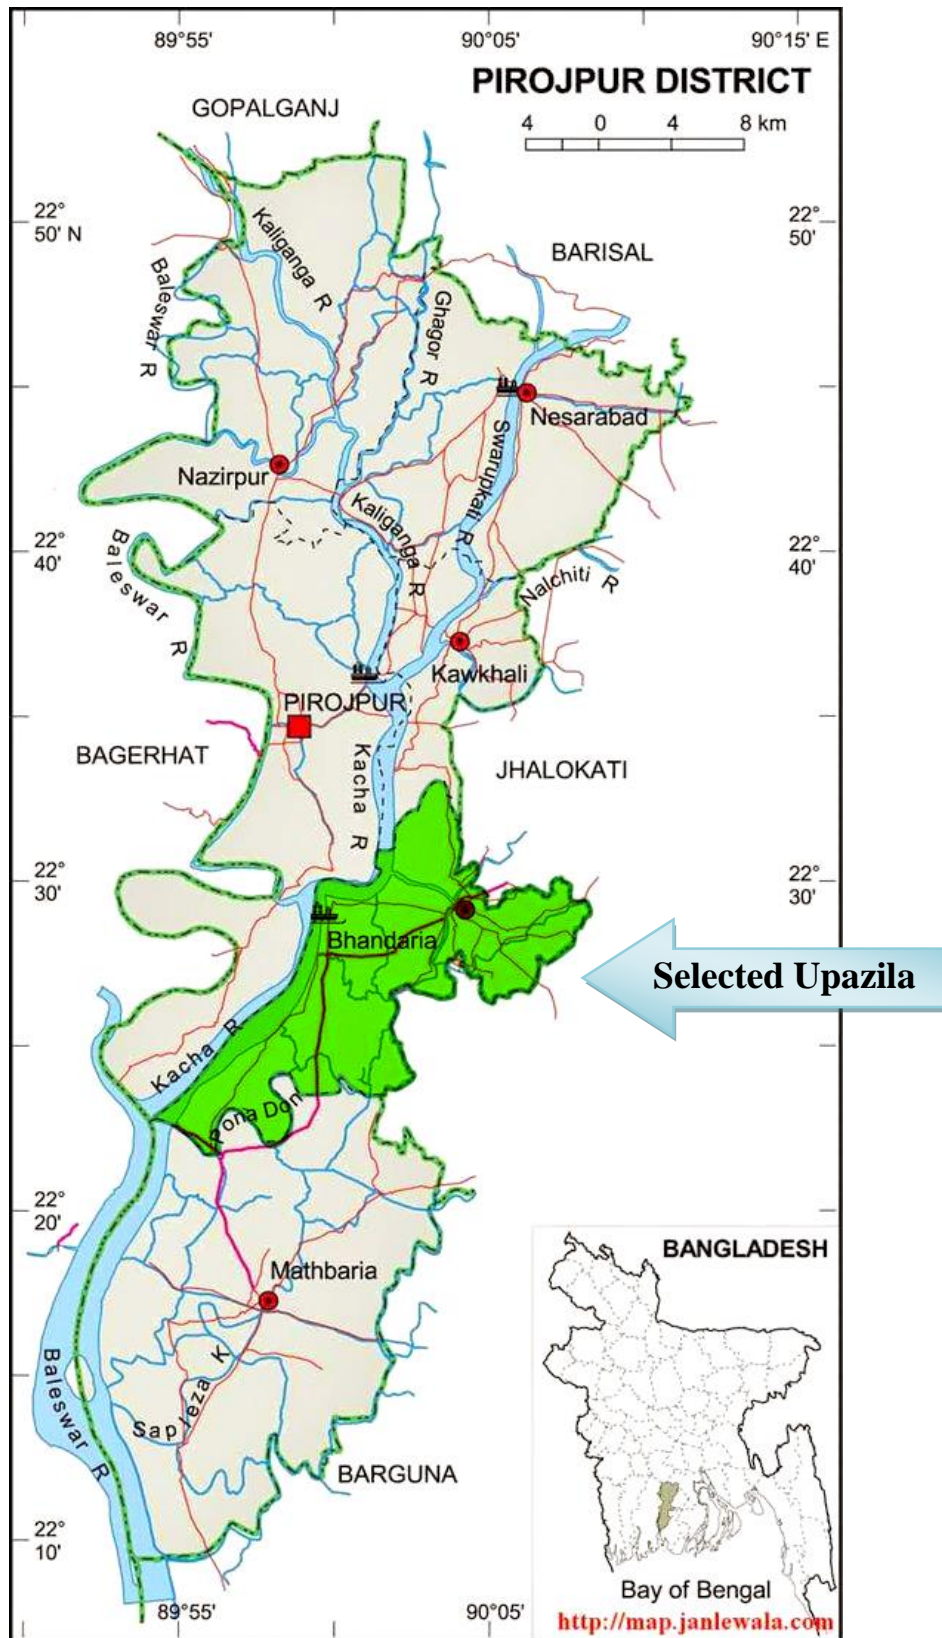 89°55'
90°05'
90°15' E
PIROJPUR DISTRICT
4 0 4 8 km
GOPALGANJ
22°
50' N
22°
50'
BARISAL
Kaliganga R
Baleswar R
Ghagor R
Nesarabad
Swarupkati R
Nazirpur
Kaliganga R
Baleswar R
22°
40'
22°
40'
Nalchiti R
Kawkhali
PIROJPUR
BAGERHAT
Kacha R
JHALOKATI
22°
30'
22°
30'
Bhandaria
Selected Upazila
Kacha R
Pona Don
22°
20'
22°
20'
Mathbaria
Sapleza K
Baleswar R
BARGUNA
22°
10'
BANGLADESH
Bay of Bengal
http://map.janlewala.com
89°55'
90°05'